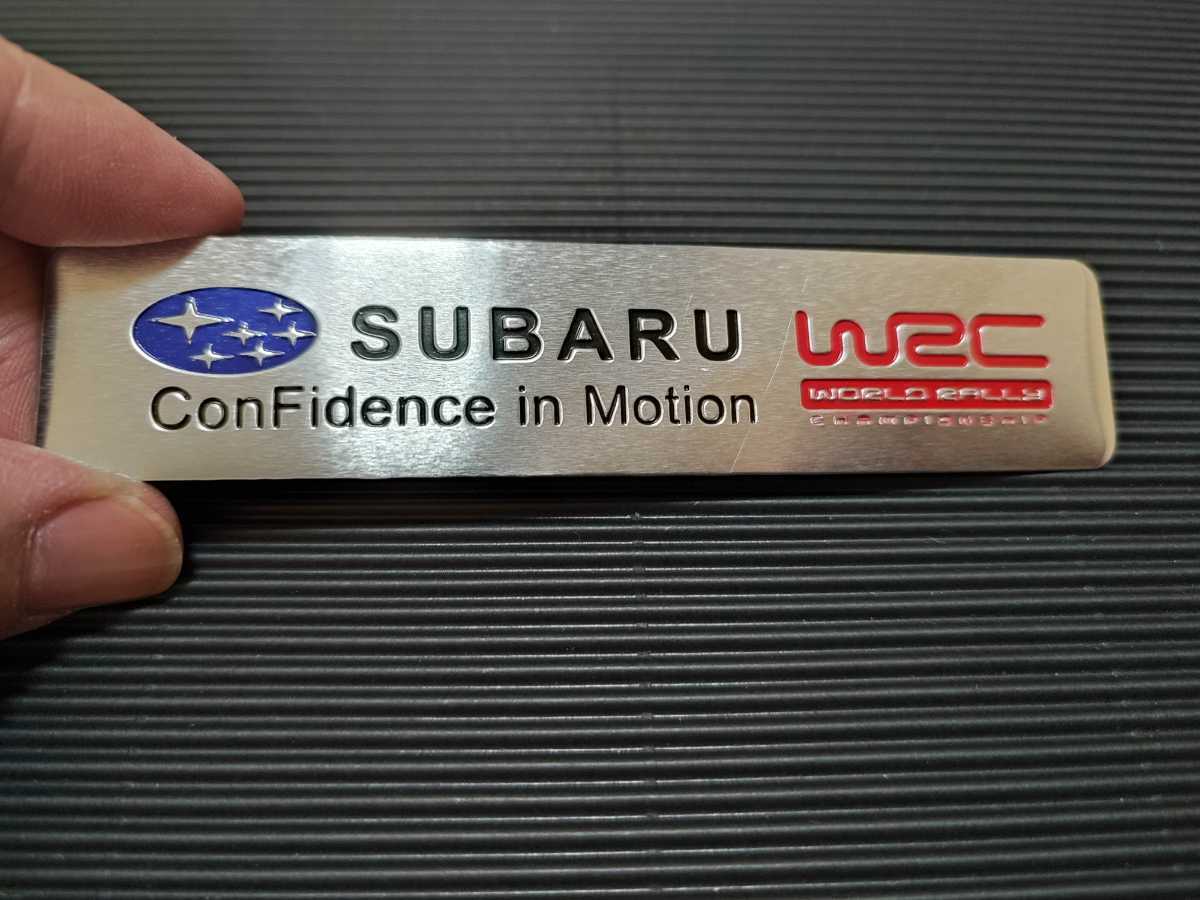 SUBARU
ConFidence in Motion
WRC
WORLD RALLY
CHAMPIONSHIP